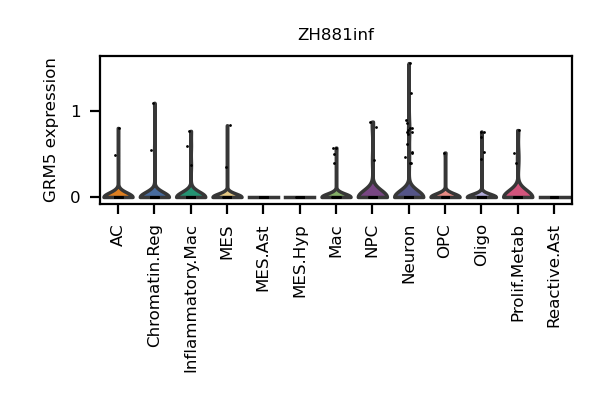 ZH881inf
GRM5 expression
1
0
AC
Chromatin.Reg
Inflammatory.Mac
MES
MES.Ast
MES.Hyp
Mac
NPC
Neuron
OPC
Oligo
Prolif.Metab
Reactive.Ast